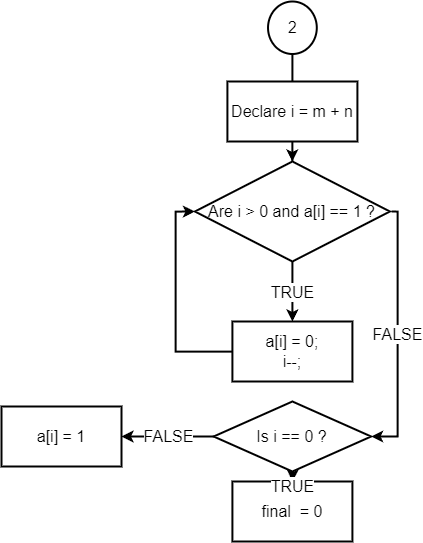 2
Declare i = m + n
Are i > 0 and a[i] == 1 ?
TRUE
a[i] = 0;
i--;
FALSE
Is i == 0 ?
FALSE
a[i] = 1
TRUE
final = 0